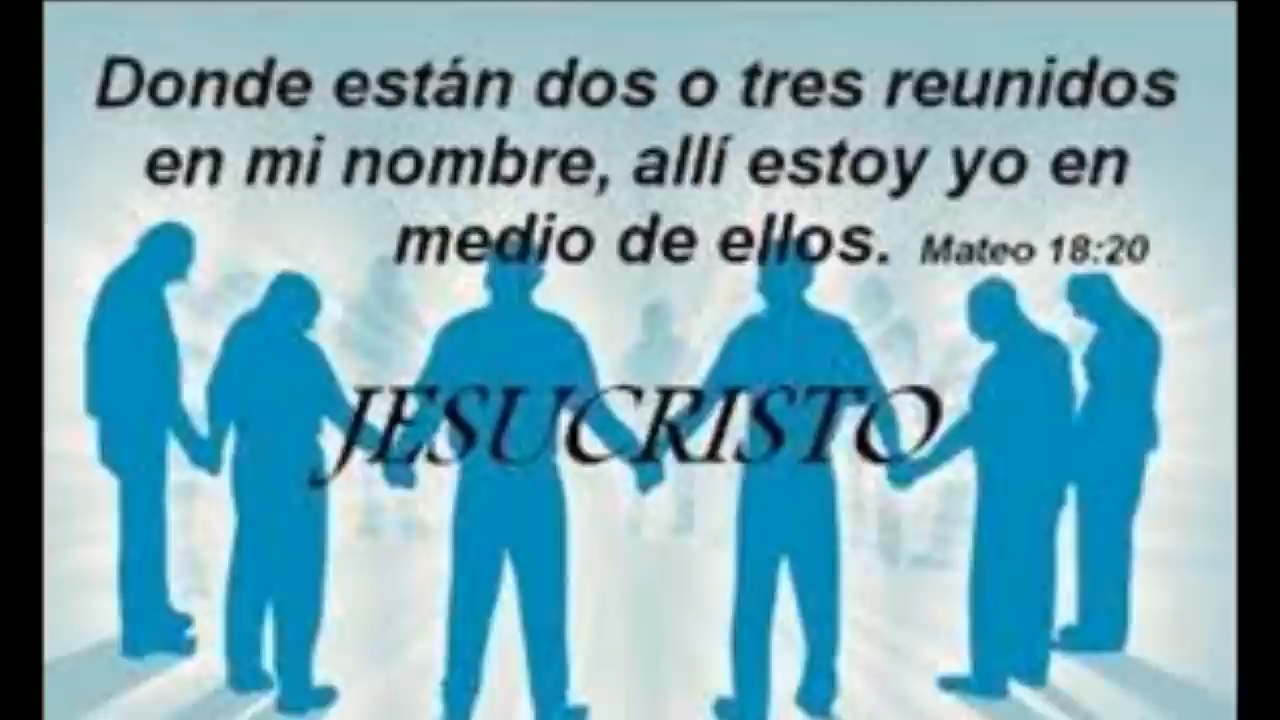 Donde están dos o tres reunidos
en mi nombre, allí estoy yo en
medio de ellos. Mateo 18:20
JESUCRISTO